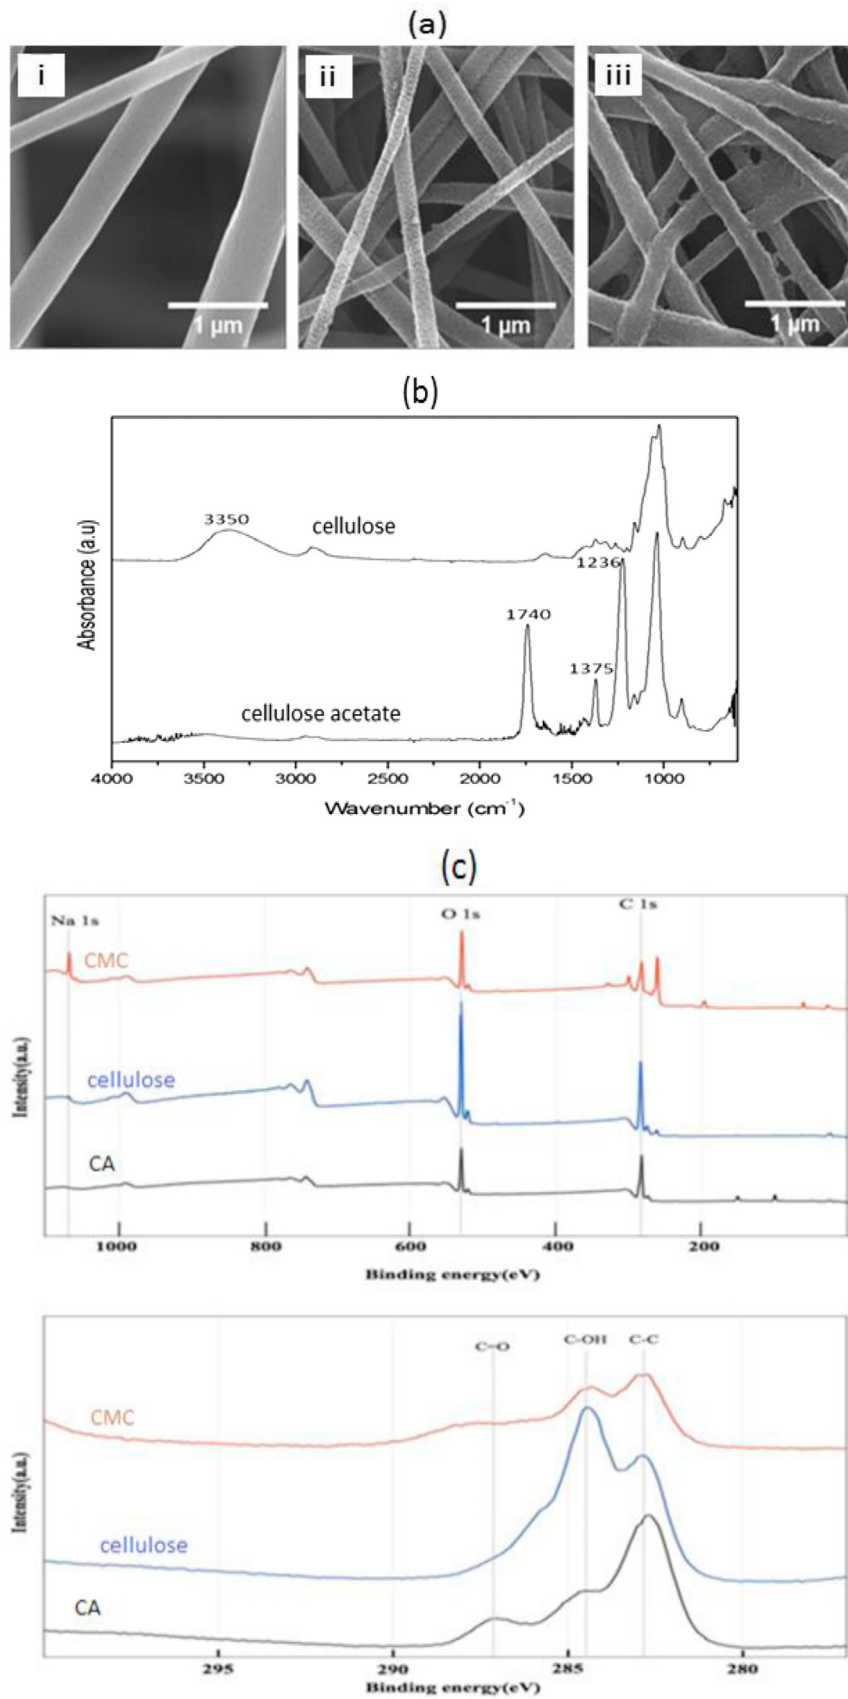 (a)
i ii iii
1 µm 1 µm 1 µm
(b)
3350
cellulose
1236
1740
1375
cellulose acetate
Absorbance (a.u)
4000 3500 3000 2500 2000 1500 1000
Wavenumber (cm⁻¹)
(c)
Na 1s O 1s C 1s
CMC
cellulose
CA
Intensity(a.u.)
1000 800 600 400 200
Binding energy(eV)
C=O C-OH C-C
CMC
cellulose
CA
Intensity(a.u.)
295 290 285 280
Binding energy(eV)